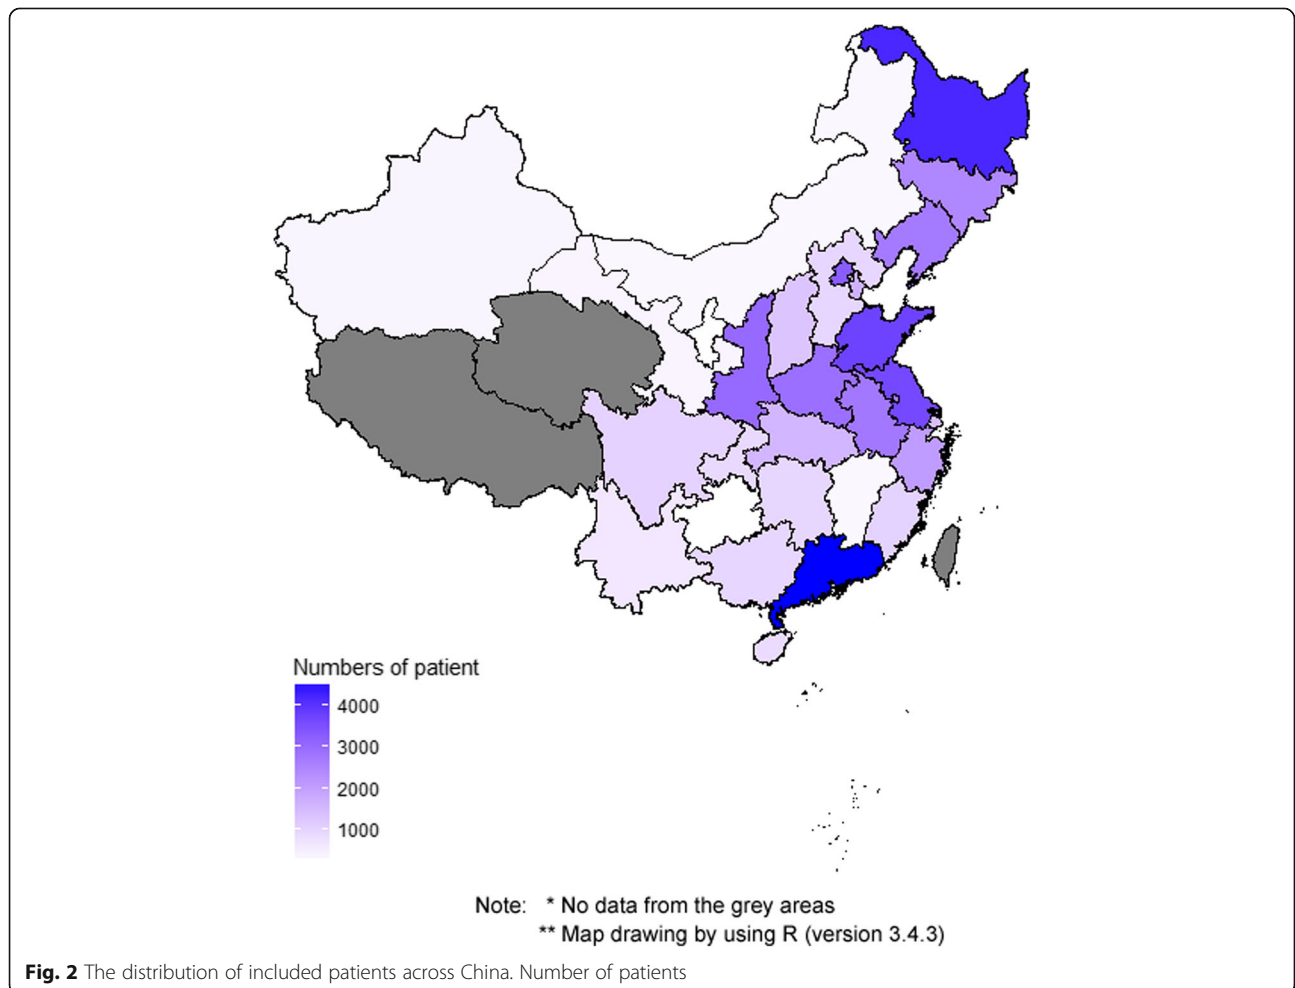 Numbers of patient
4000
3000
2000
1000
Note: * No data from the grey areas
** Map drawing by using R (version 3.4.3)
Fig. 2 The distribution of included patients across China. Number of patients